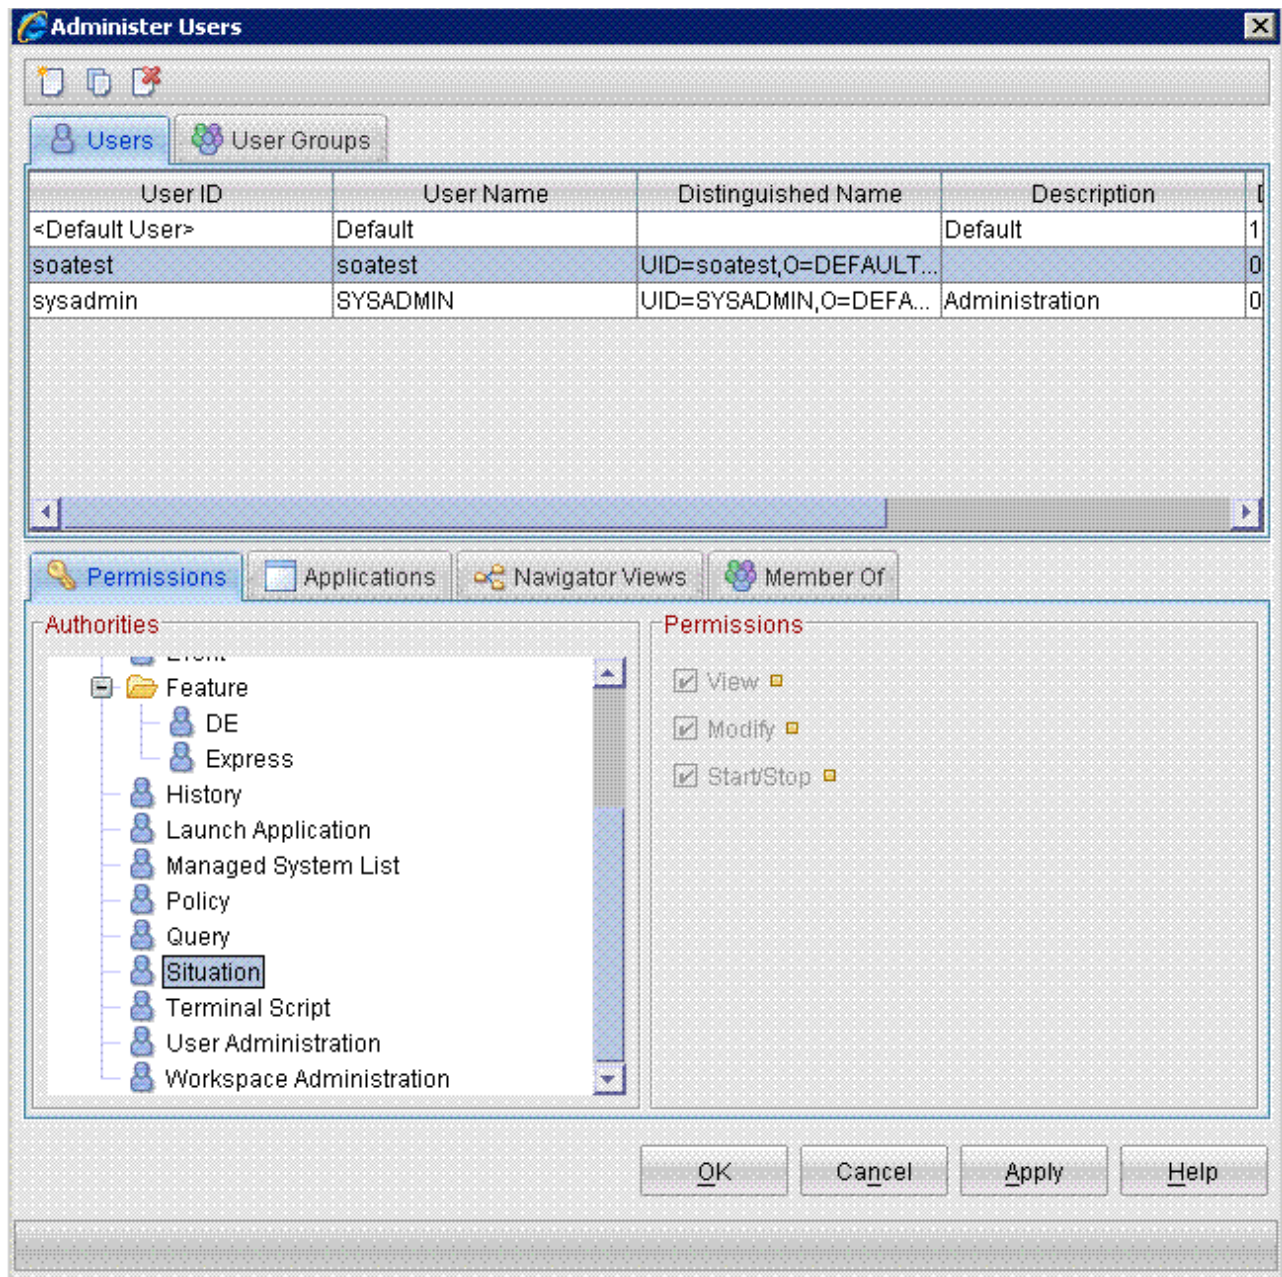 Administer Users
Users User Groups
User ID User Name Distinguished Name Description
<Default User> Default Default 1
soatest soatest UID=soatest,O=DEFAULT... 0
sysadmin SYSADMIN UID=SYSADMIN,O=DEFA... Administration 0
Permissions Applications Navigator Views Member Of
Authorities
Event
Feature
DE
Express
History
Launch Application
Managed System List
Policy
Query
Situation
Terminal Script
User Administration
Workspace Administration
Permissions
View
Modify
Start/Stop
OK Cancel Apply Help